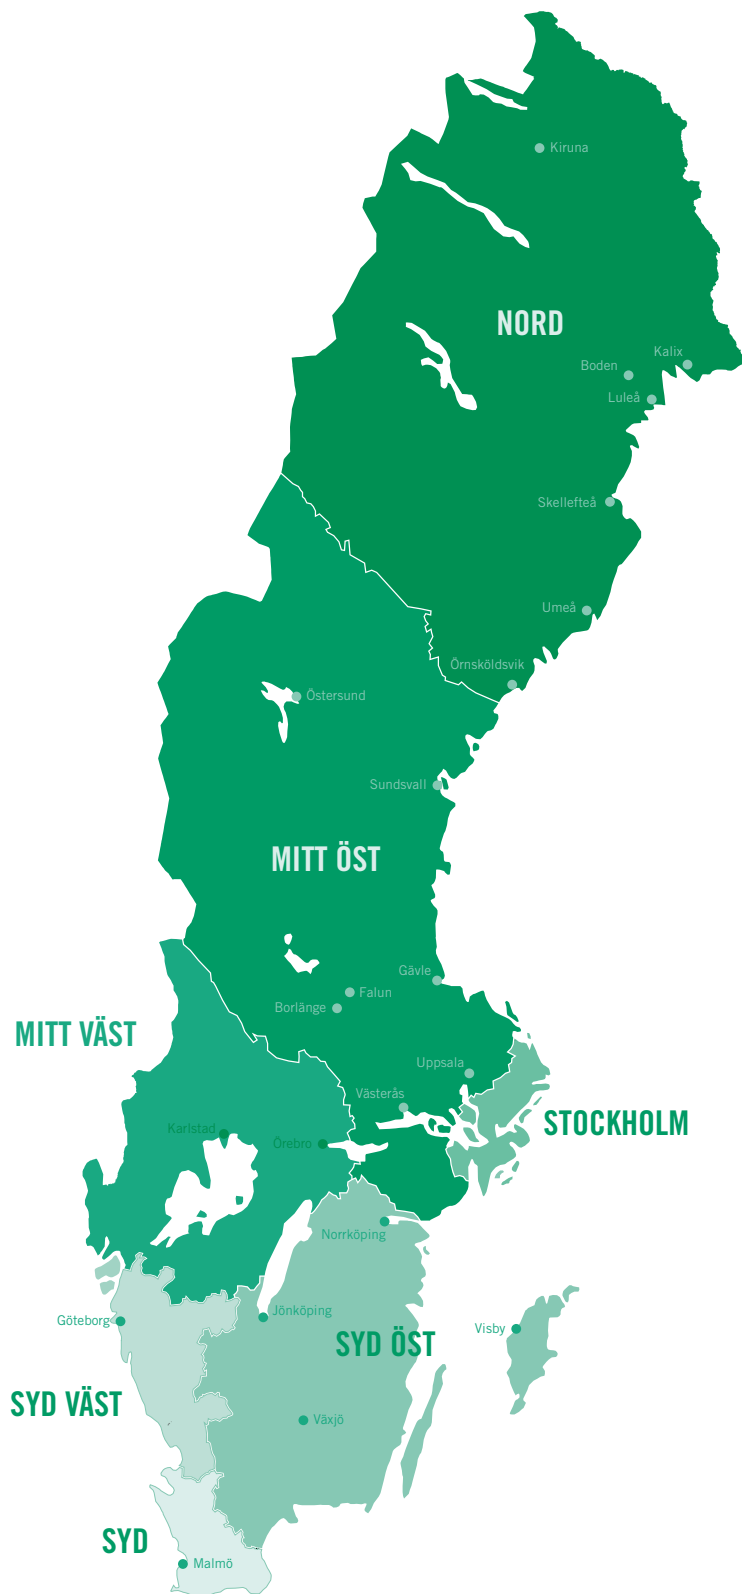 Kiruna
NORD
Kalix
Boden
Luleå
Skellefteå
Umeå
Örnsköldsvik
Östersund
Sundsvall
MITT ÖST
Gävle
Falun
Borlänge
MITT VÄST
Uppsala
Västerås
STOCKHOLM
Karlstad
Örebro
Norrköping
Jönköping
Göteborg
Visby
SYD ÖST
SYD VÄST
Växjö
SYD
Malmö